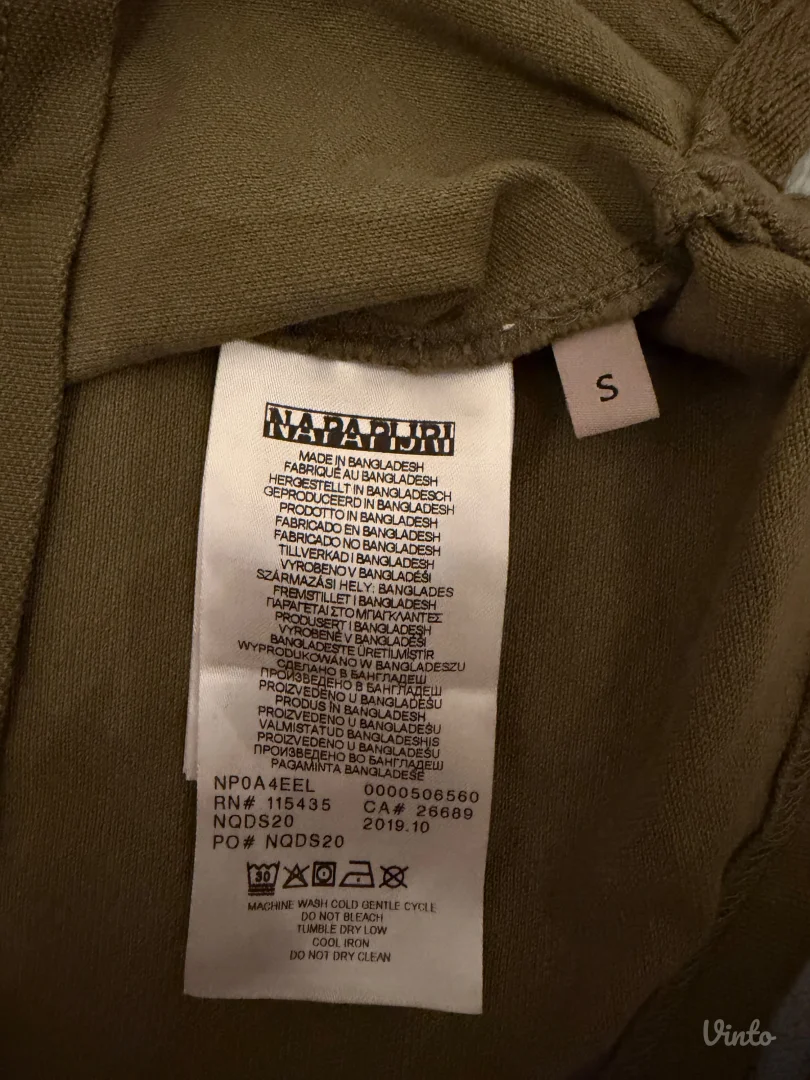 S
NAPAPIJRI
MADE IN BANGLADESH
FABRIQUÉ AU BANGLADESH
HERGESTELLT IN BANGLADESCH
GEPRODUCEERD IN BANGLADESH
PRODOTTO IN BANGLADESH
FABRICADO EN BANGLADESH
FABRICADO NO BANGLADESH
TILLVERKAD I BANGLADESH
VYROBENO V BANGLADÉŠI
SZÁRMAZÁSI HELY: BANGLADES
FREMSTILLET I BANGLADESH
ΠΑΡΑΓΕΤΑΙ ΣΤΟ ΜΠΑΓΚΛΑΝΤΕΣ
PRODUSERT I BANGLADESH
VYROBENÉ V BANGLADÉŠI
BANGLADEŞTE ÜRETILMİSTİR
WYPRODUKOWANO W BANGLADESZU
СДЕЛАНО В БАНГЛАДЕШ
ПРОИЗВЕДЕНО В БАНГЛАДЕШ
PROIZVEDENO U BANGLADEŠU
PRODUS ÎN BANGLADESH
PROIZVEDENO U BANGLADEŠU
VALMISTATUD BANGLADESHIS
PROIZVEDENO U BANGLADEŠU
ПРОИЗВЕДЕНО ВО БАНГЛАДЕШ
PAGAMINTA BANGLADEŠE
NP0A4EEL 0000506560
RN# 115435 CA# 26689
NQDS20 2019.10
PO# NQDS20
30
MACHINE WASH COLD GENTLE CYCLE
DO NOT BLEACH
TUMBLE DRY LOW
COOL IRON
DO NOT DRY CLEAN
Vinto